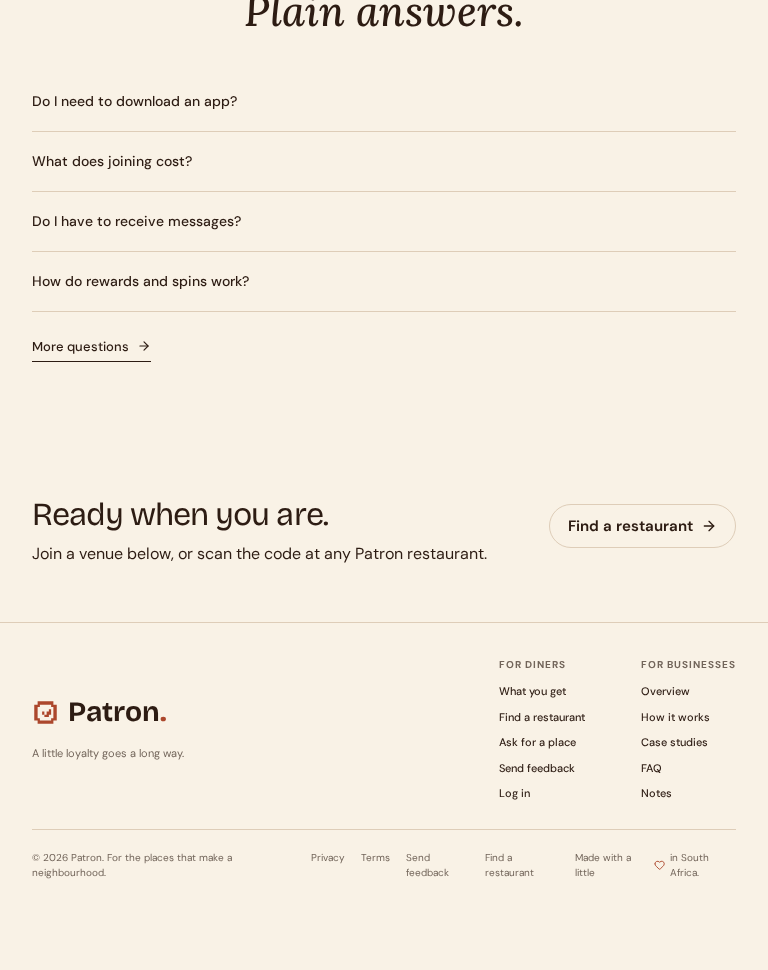 Plain answers.
Do I need to download an app?
What does joining cost?
Do I have to receive messages?
How do rewards and spins work?
More questions
Ready when you are.
Join a venue below, or scan the code at any Patron restaurant.
Find a restaurant
Patron.
A little loyalty goes a long way.
FOR DINERS
What you get
Find a restaurant
Ask for a place
Send feedback
Log in
FOR BUSINESSES
Overview
How it works
Case studies
FAQ
Notes
© 2026 Patron. For the places that make a
neighbourhood.
Privacy
Terms
Send
feedback
Find a
restaurant
Made with a
little
in South
Africa.